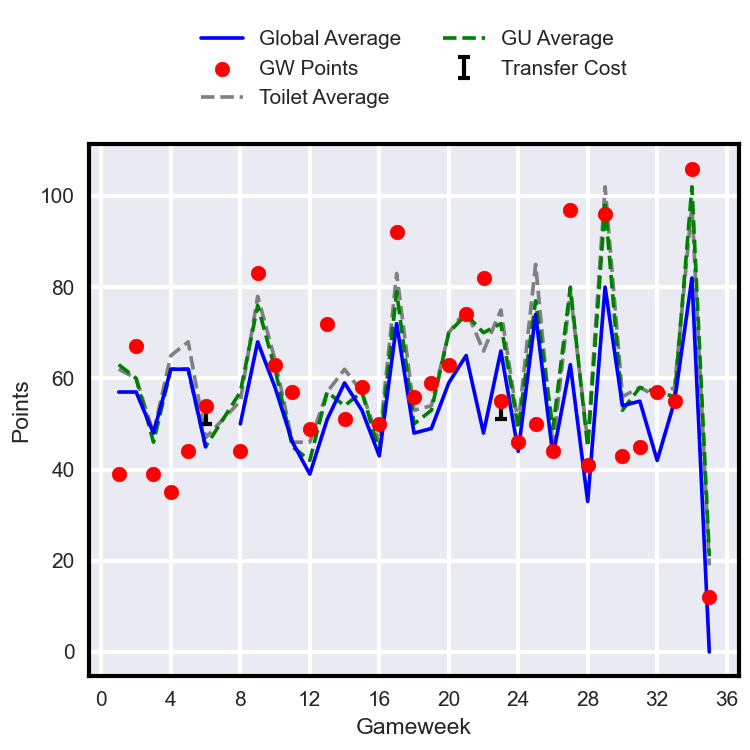 Global Average
GW Points
Toilet Average
GU Average
Transfer Cost
Points
100
80
60
40
20
0
0 4 8 12 16 20 24 28 32 36
Gameweek